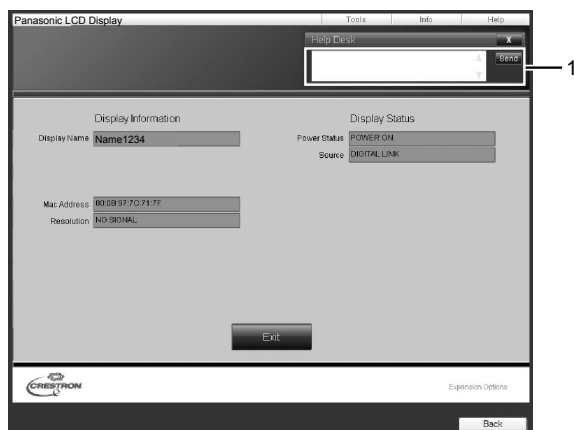 Panasonic LCD Display
Tools Info Help
Help Desk X
Send
1
Display Information
Display Status
Display Name Name1234
Power Status POWER ON
Source DIGITAL LINK
Mac Address 00:0B:97:7C:71:7F
Resolution NO SIGNAL
Exit
CRESTRON
Expansion Options
Back